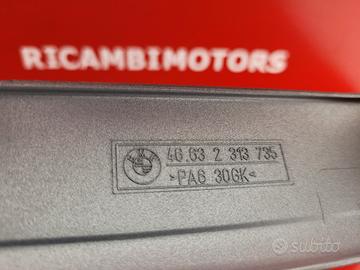 RICAMBIMOTORS
46.63 2 313 735
>PA6 30GK<
subito